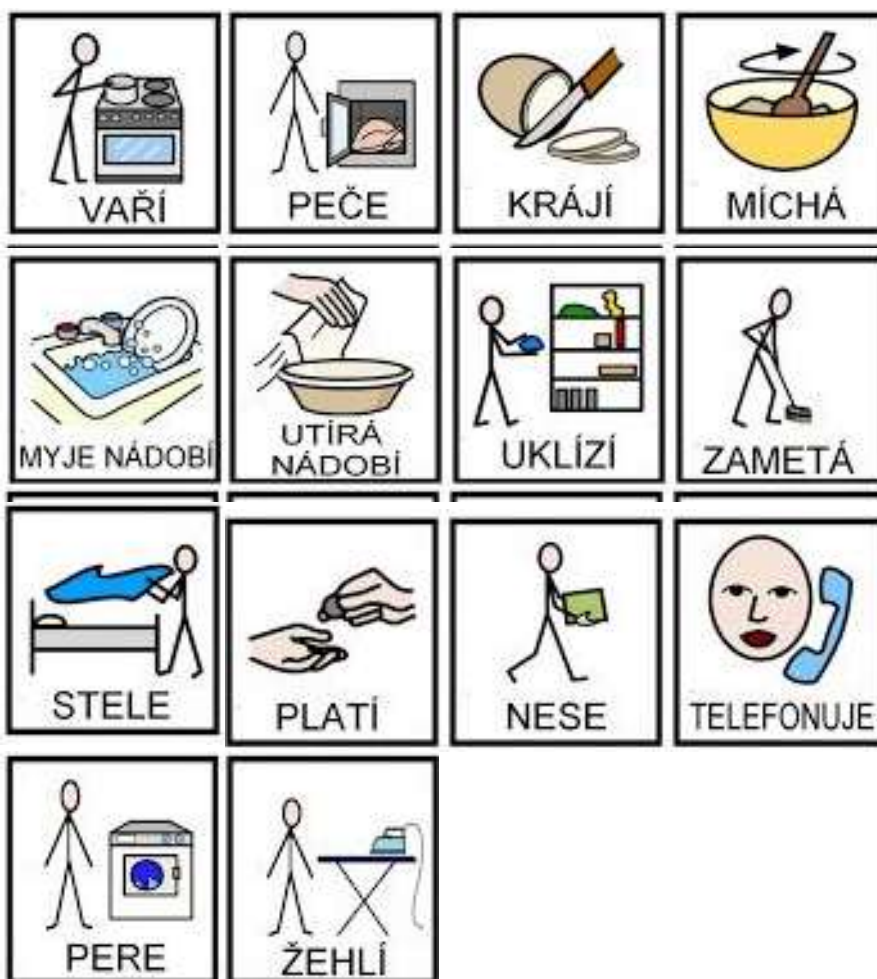 VAŘÍ
PEČE
KRÁJÍ
MÍCHÁ
MYJE NÁDOBÍ
UTÍRÁ
NÁDOBÍ
UKLÍZÍ
ZAMETÁ
STELE
PLATÍ
NESE
TELEFONUJE
PERE
ŽEHLÍ